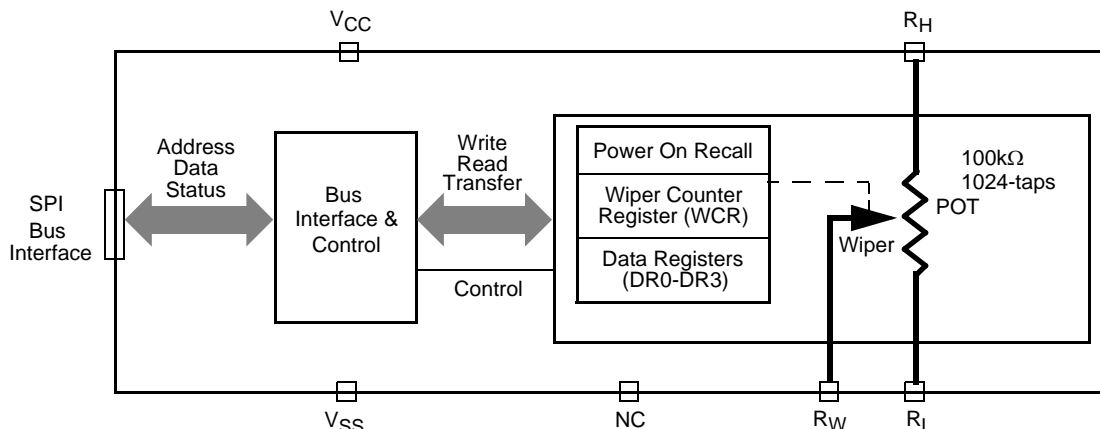 VCC
RH
Address
Data
Status
Write
Read
Transfer
Power On Recall
100kΩ
1024-taps
SPI
Bus
Interface
Bus
Interface &
Control
Wiper Counter
Register (WCR)
POT
Wiper
Data Registers
(DR0-DR3)
Control
VSS
NC
RW
RL